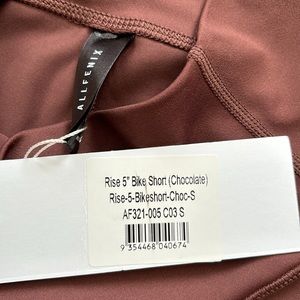 ALLFENIX
Rise 5" Bike Short (Chocolate)
Rise-5-Bikeshort-Choc-S
AF321-005 C03 S
9 354468 040674